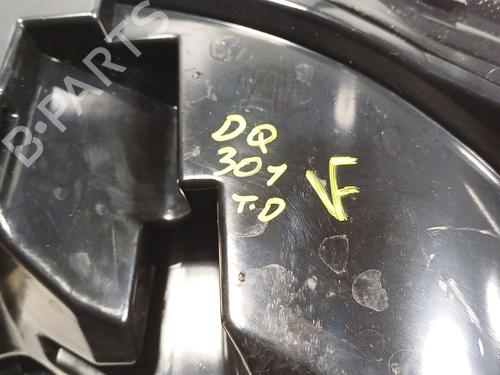 B-PARTS
DQ
301
T.D
VF